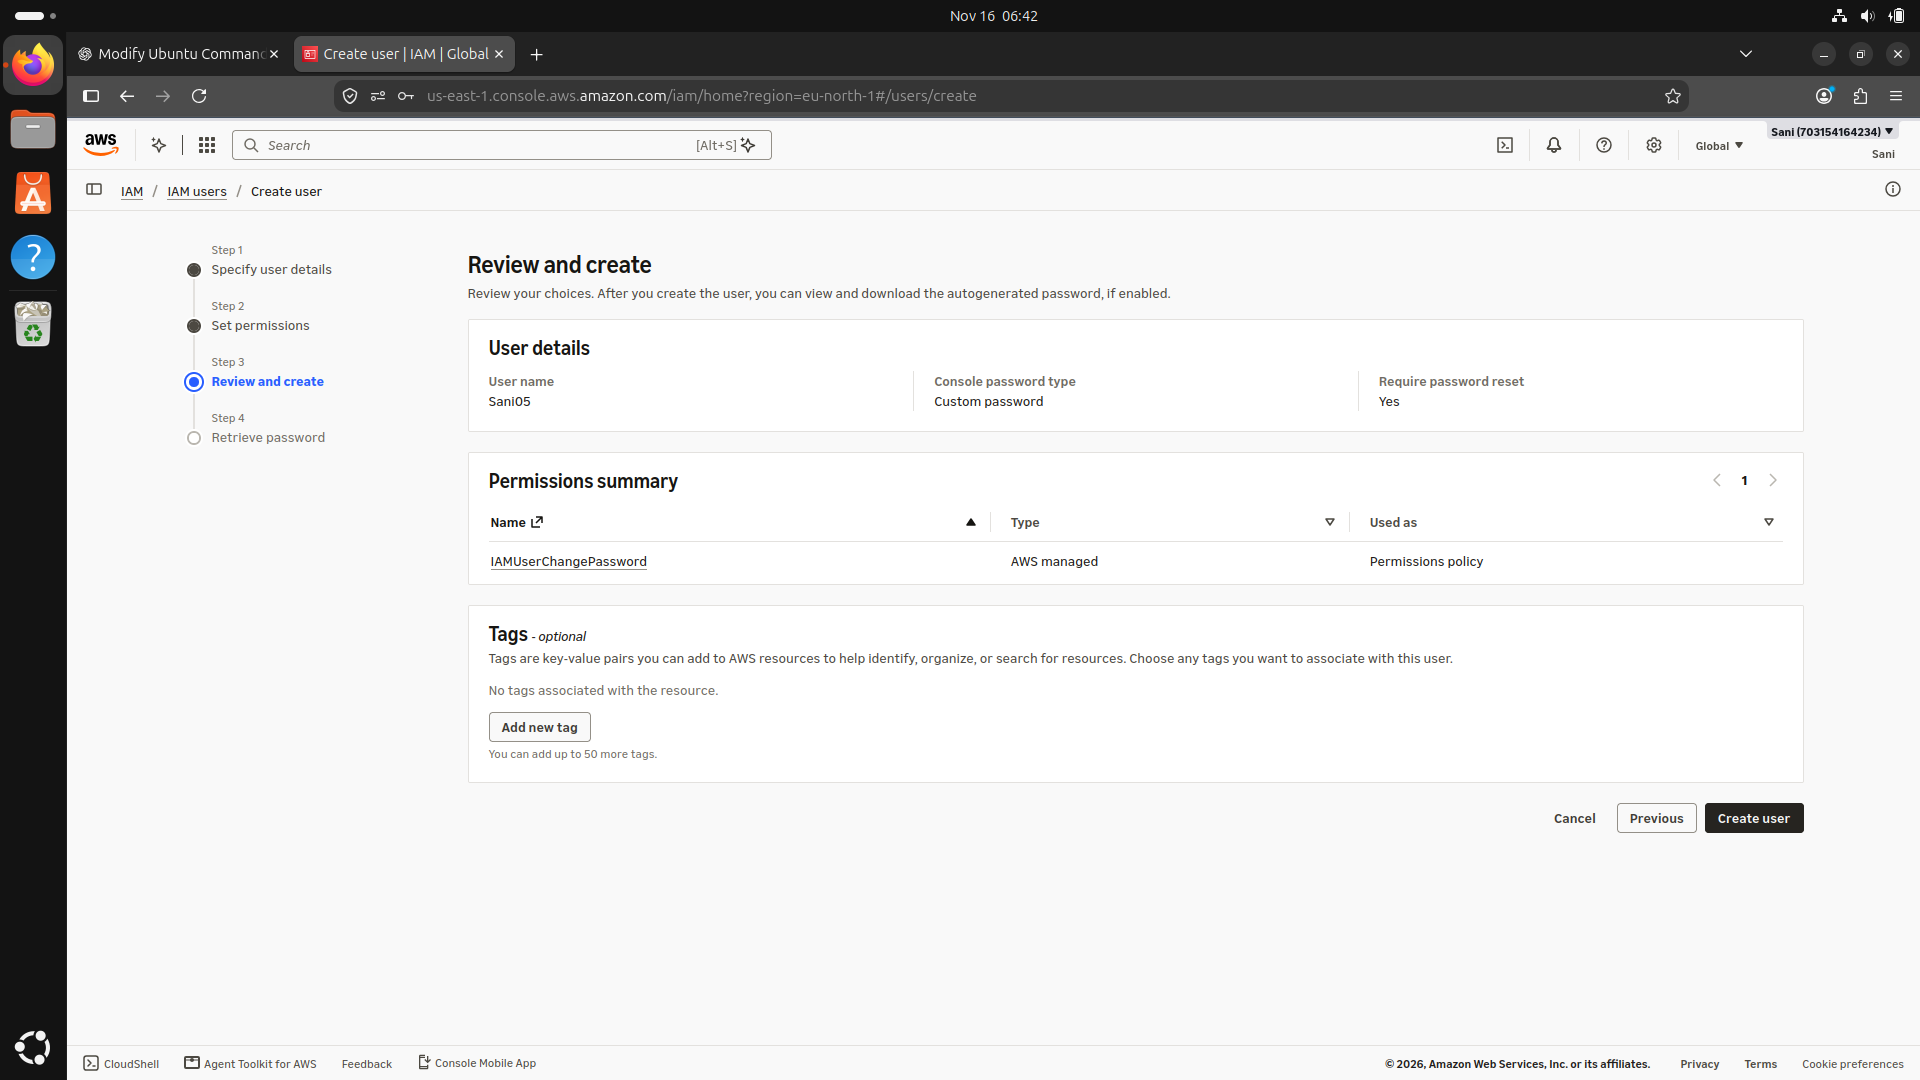 Nov 16 06:42
Modify Ubuntu Comman
Create user | IAM | Global
us-east-1.console.aws.amazon.com/iam/home?region=eu-north-1#/users/create
aws
Search
[Alt+S]
Global
Sani (703154164234)
Sani
IAM / IAM users / Create user
Step 1
Specify user details
Step 2
Set permissions
Step 3
Review and create
Step 4
Retrieve password
Review and create
Review your choices. After you create the user, you can view and download the autogenerated password, if enabled.
User details
User name
Sani05
Console password type
Custom password
Require password reset
Yes
Permissions summary
1
Name
Type
Used as
IAMUserChangePassword
AWS managed
Permissions policy
Tags - optional
Tags are key-value pairs you can add to AWS resources to help identify, organize, or search for resources. Choose any tags you want to associate with this user.
No tags associated with the resource.
Add new tag
You can add up to 50 more tags.
Cancel
Previous
Create user
CloudShell
Agent Toolkit for AWS
Feedback
Console Mobile App
© 2026, Amazon Web Services, Inc. or its affiliates.
Privacy
Terms
Cookie preferences